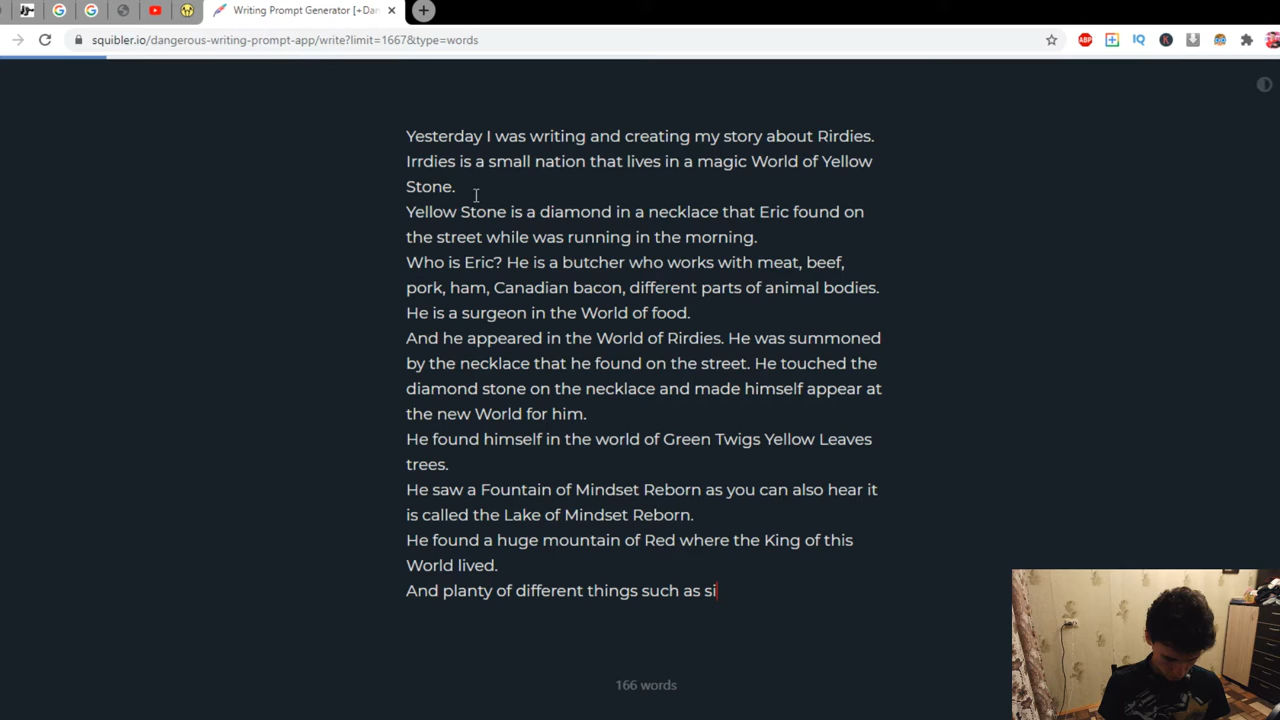 Writing Prompt Generator [+Dan
squibler.io/dangerous-writing-prompt-app/write?limit=1667&type=words
ABP
IQ
K
Yesterday I was writing and creating my story about Rirdies.
Irrdies is a small nation that lives in a magic World of Yellow
Stone.
Yellow Stone is a diamond in a necklace that Eric found on
the street while was running in the morning.
Who is Eric? He is a butcher who works with meat, beef,
pork, ham, Canadian bacon, different parts of animal bodies.
He is a surgeon in the World of food.
And he appeared in the World of Rirdies. He was summoned
by the necklace that he found on the street. He touched the
diamond stone on the necklace and made himself appear at
the new World for him.
He found himself in the world of Green Twigs Yellow Leaves
trees.
He saw a Fountain of Mindset Reborn as you can also hear it
is called the Lake of Mindset Reborn.
He found a huge mountain of Red where the King of this
World lived.
And planty of different things such as si
166 words